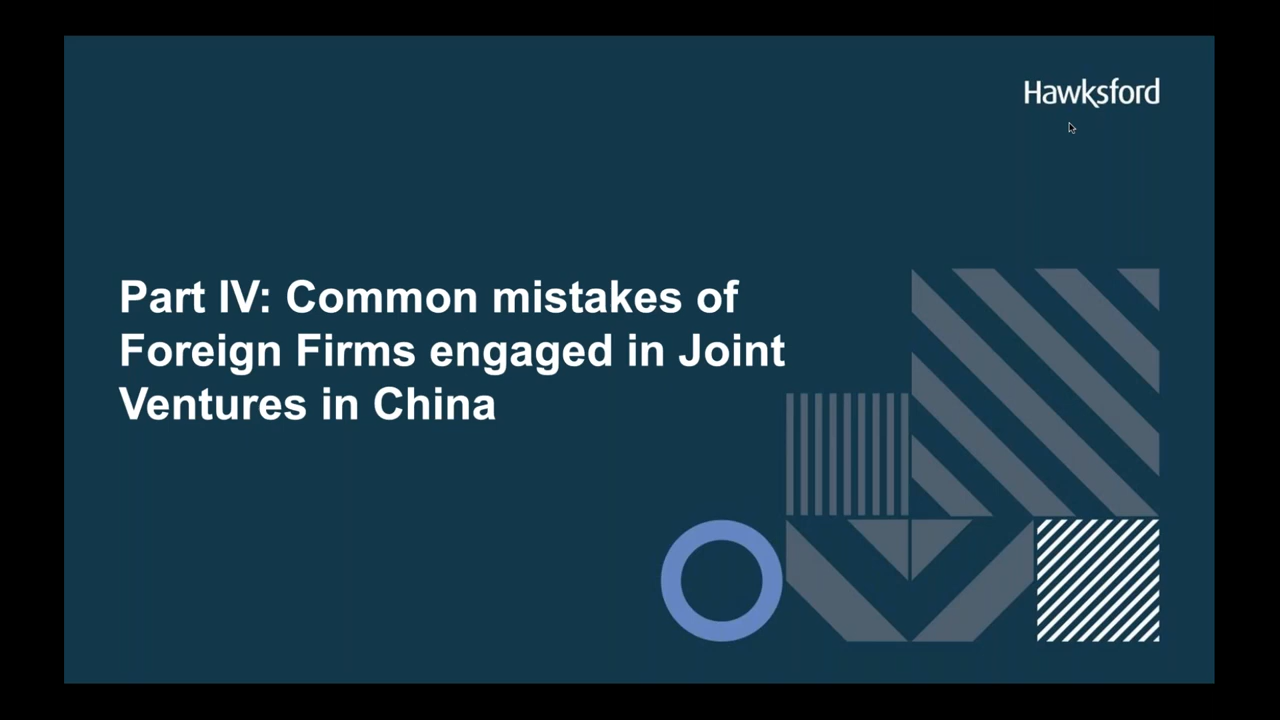 Hawksford
Part IV: Common mistakes of
Foreign Firms engaged in Joint
Ventures in China